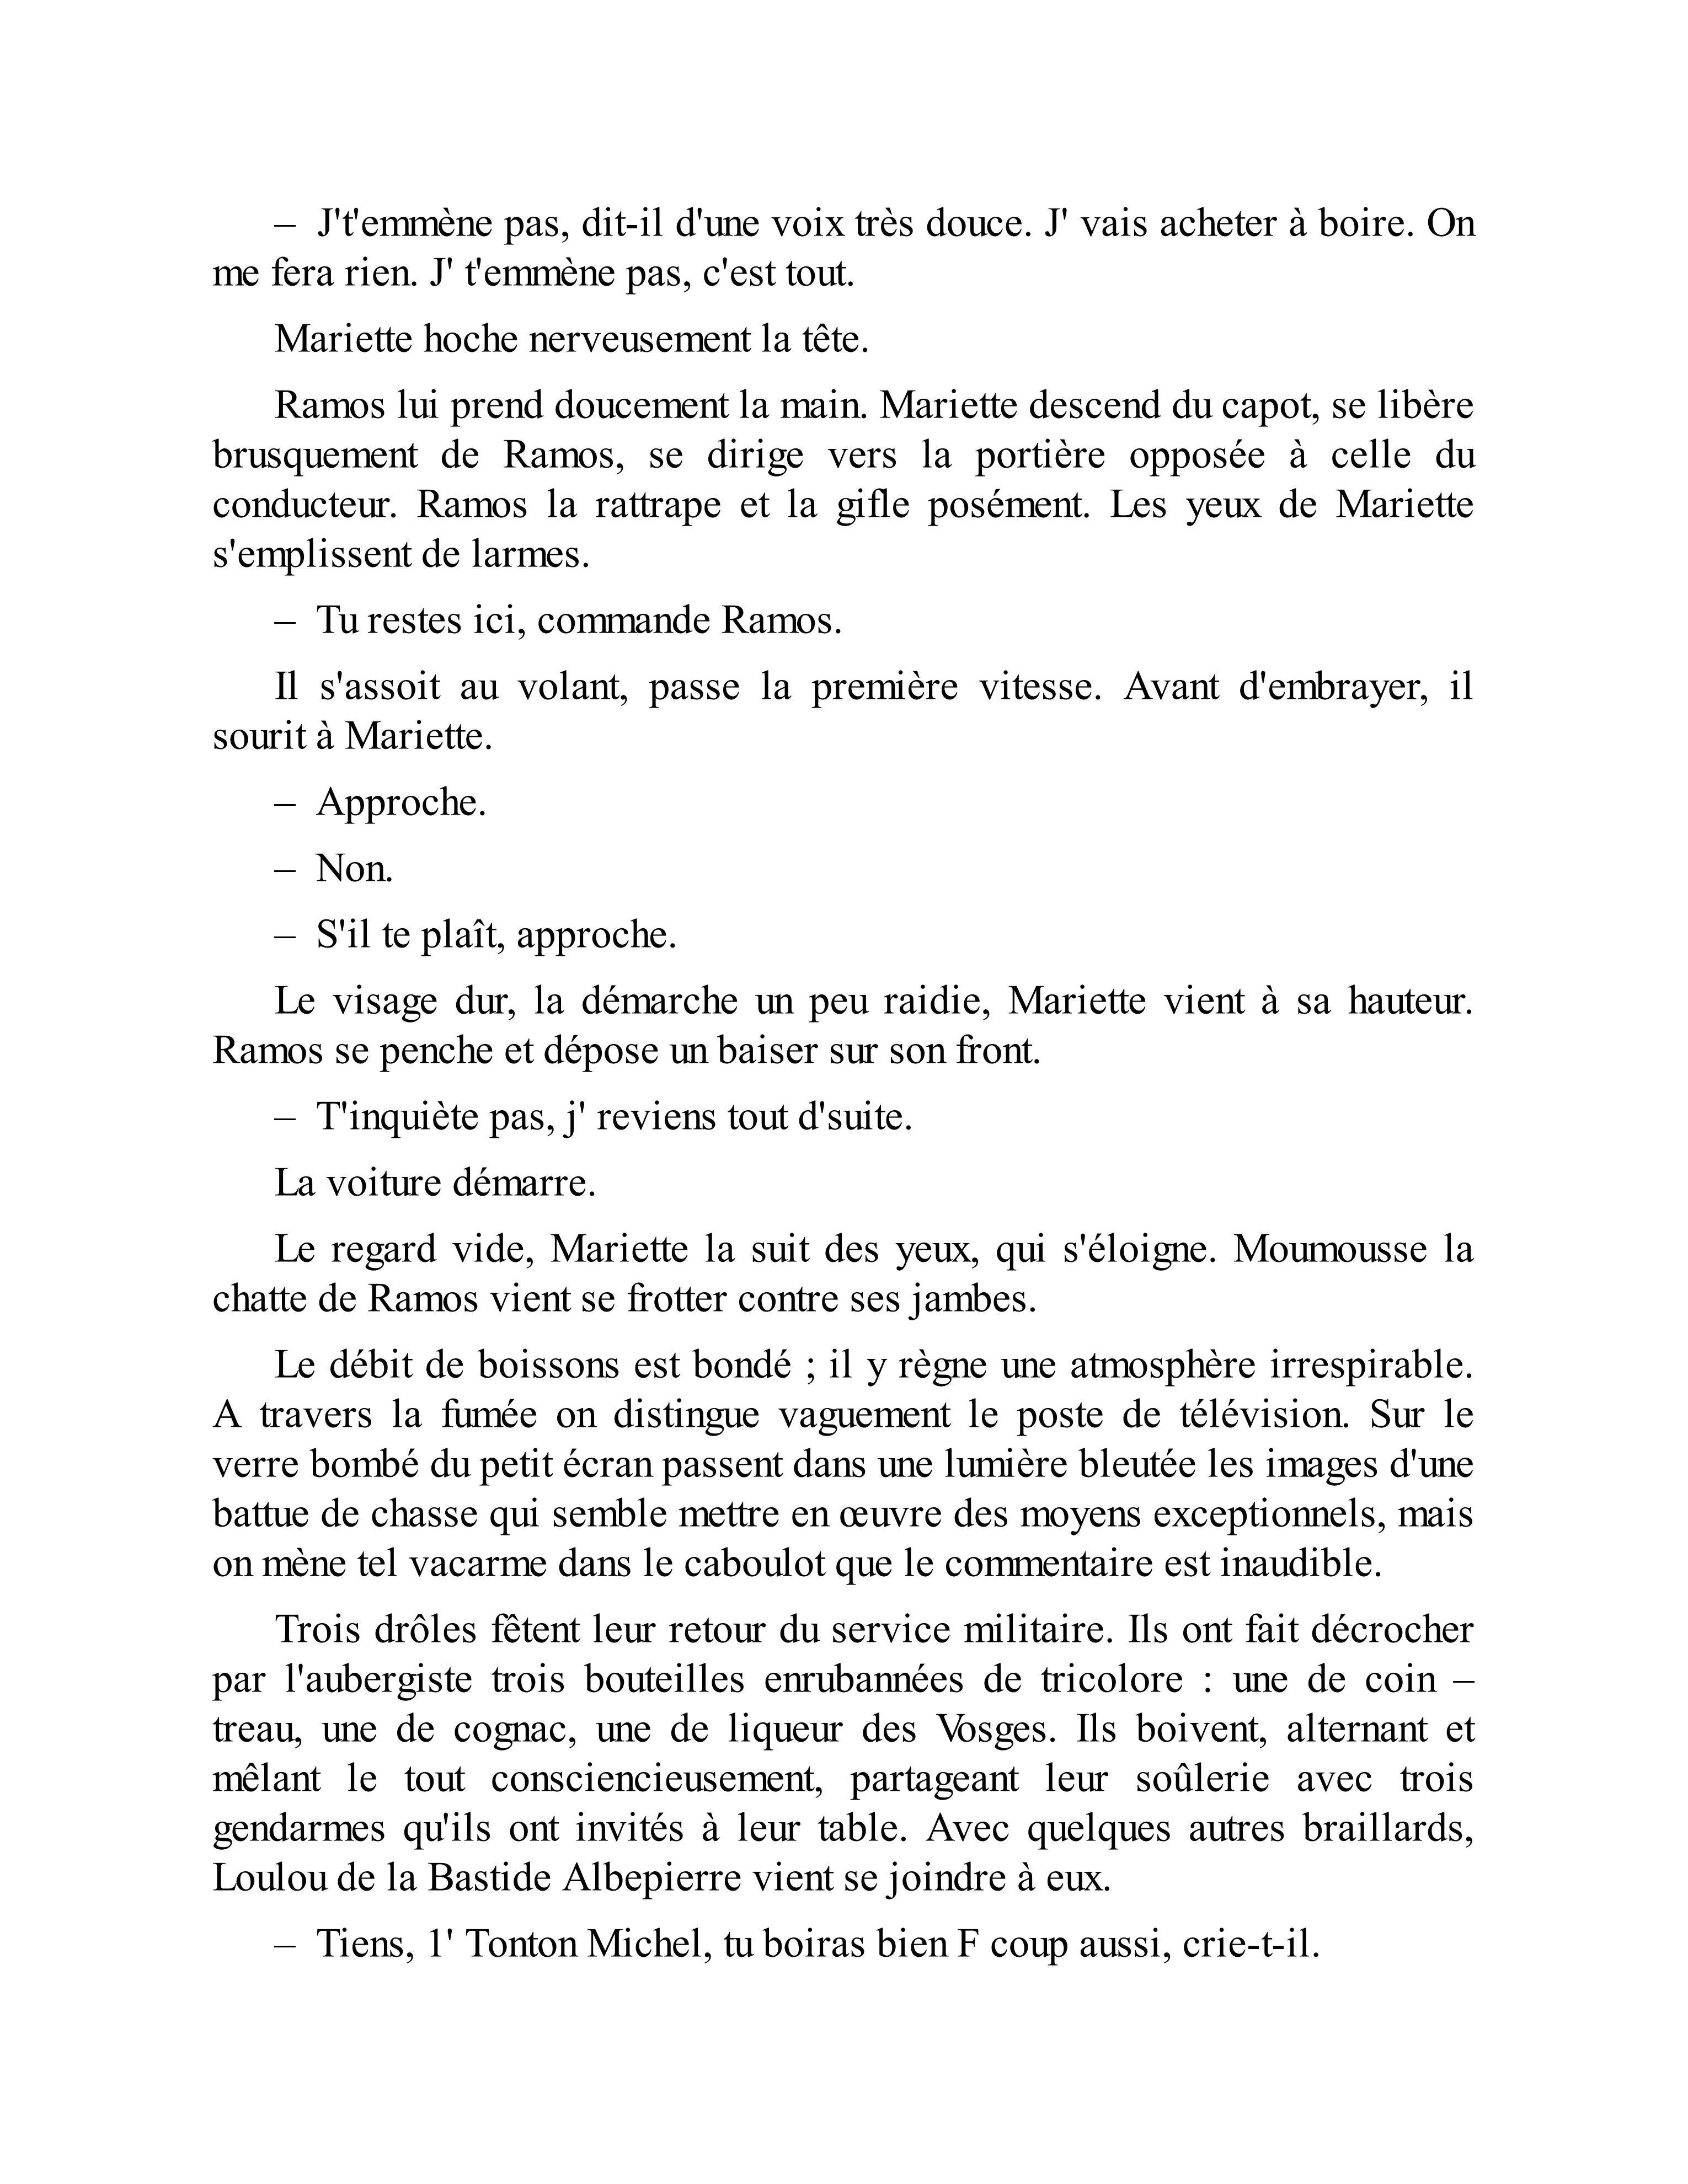 – J't'emmène pas, dit-il d'une voix très douce. J' vais acheter à boire. On
me fera rien. J' t'emmène pas, c'est tout.
Mariette hoche nerveusement la tête.
Ramos lui prend doucement la main. Mariette descend du capot, se libère
brusquement de Ramos, se dirige vers la portière opposée à celle du
conducteur. Ramos la rattrape et la gifle posément. Les yeux de Mariette
s'emplissent de larmes.
– Tu restes ici, commande Ramos.
Il s'assoit au volant, passe la première vitesse. Avant d'embrayer, il
sourit à Mariette.
– Approche.
– Non.
– S'il te plaît, approche.
Le visage dur, la démarche un peu raidie, Mariette vient à sa hauteur.
Ramos se penche et dépose un baiser sur son front.
– T'inquiète pas, j' reviens tout d'suite.
La voiture démarre.
Le regard vide, Mariette la suit des yeux, qui s'éloigne. Moumousse la
chatte de Ramos vient se frotter contre ses jambes.
Le débit de boissons est bondé ; il y règne une atmosphère irrespirable.
A travers la fumée on distingue vaguement le poste de télévision. Sur le
verre bombé du petit écran passent dans une lumière bleutée les images d'une
battue de chasse qui semble mettre en œuvre des moyens exceptionnels, mais
on mène tel vacarme dans le caboulot que le commentaire est inaudible.
Trois drôles fêtent leur retour du service militaire. Ils ont fait décrocher
par l'aubergiste trois bouteilles enrubannées de tricolore : une de coin –
treau, une de cognac, une de liqueur des Vosges. Ils boivent, alternant et
mêlant le tout consciencieusement, partageant leur soûlerie avec trois
gendarmes qu'ils ont invités à leur table. Avec quelques autres braillards,
Loulou de la Bastide Albepierre vient se joindre à eux.
– Tiens, 1' Tonton Michel, tu boiras bien F coup aussi, crie-t-il.